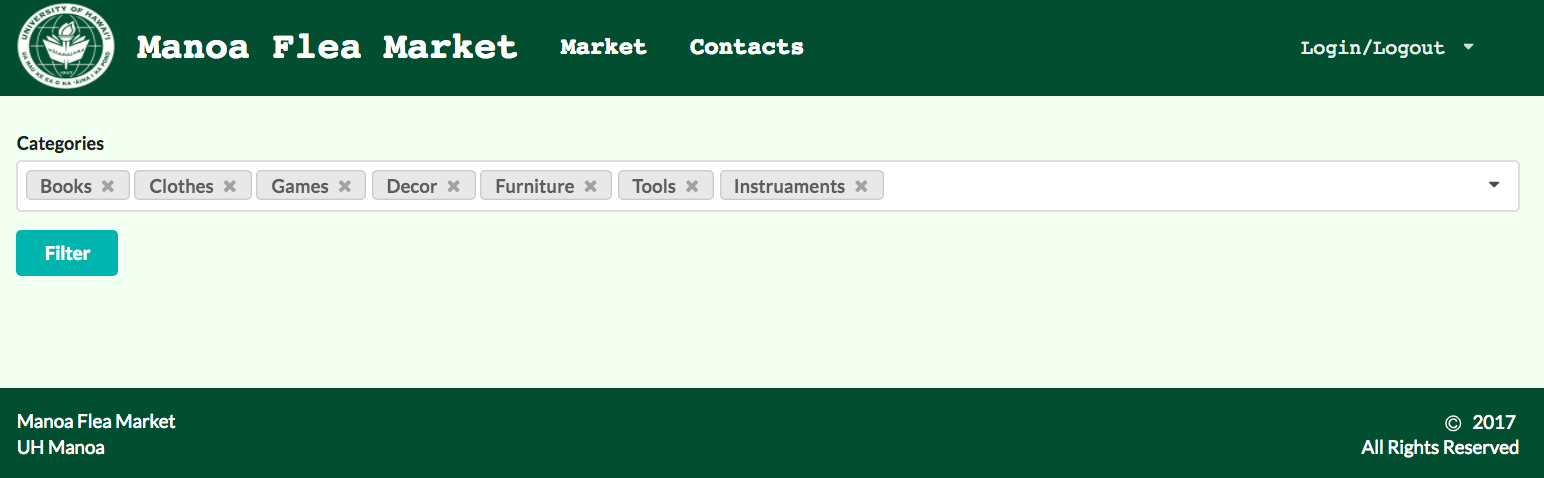 UNIVERSITY OF HAWAI'I
Manoa Flea Market
Market
Contacts
Login/Logout
Categories
Books
Clothes
Games
Decor
Furniture
Tools
Instruaments
Filter
Manoa Flea Market
UH Manoa
© 2017
All Rights Reserved